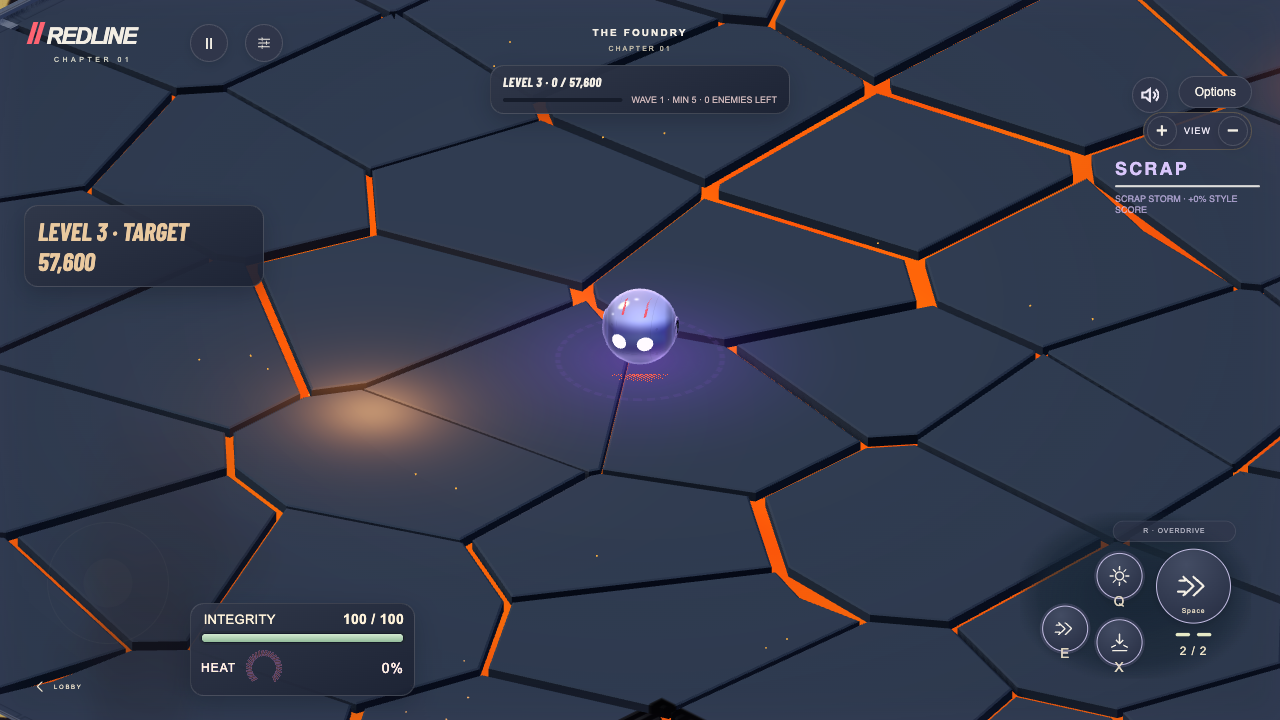 REDLINE
CHAPTER 01
THE FOUNDRY
CHAPTER 01
LEVEL 3 · 0 / 57,600
WAVE 1 · MIN 5 · 0 ENEMIES LEFT
Options
+ VIEW −
SCRAP
SCRAP STORM · +0% STYLE
SCORE
LEVEL 3 · TARGET
57,600
R · OVERDRIVE
Q
Space
E
X
2 / 2
INTEGRITY 100 / 100
HEAT 0%
LOBBY